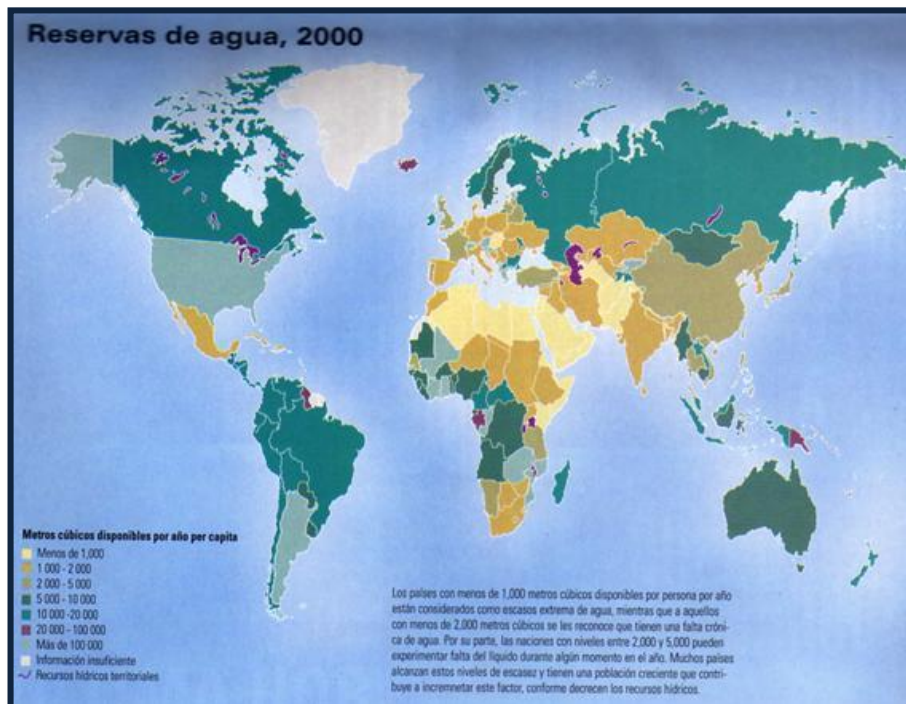 Reservas de agua, 2000
Metros cúbicos disponibles por año per capita
Menos de 1,000
1 000 - 2 000
2 000 - 5 000
5 000 - 10 000
10 000 -20 000
20 000 - 100 000
Más de 100 000
Información insuficiente
Recursos hídricos territoriales
Los países con menos de 1,000 metros cúbicos disponibles por persona por año
están considerados como escasos extrema de agua, mientras que a aquellos
con menos de 2,000 metros cúbicos se les reconoce que tienen una falta cróni-
ca de agua. Por su parte, las naciones con niveles entre 2,000 y 5,000 pueden
experimentar falta del líquido durante algún momento en el año. Muchos países
alcanzan estos niveles de escasez y tienen una población creciente que contri-
buye a incremnetar este factor, conforme decrecen los recursos hídricos.